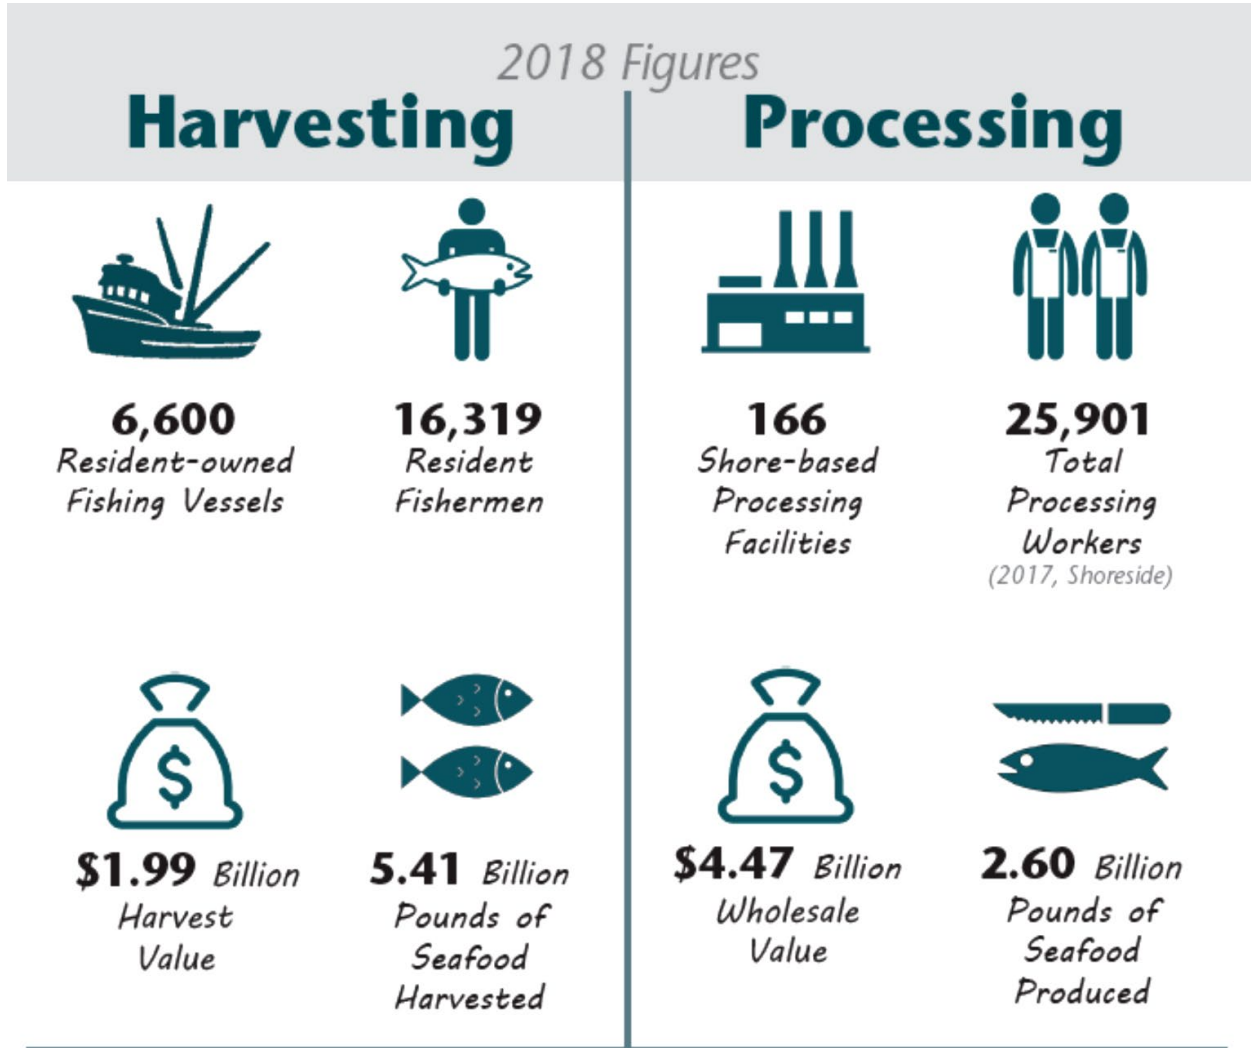 2018 Figures
Harvesting
Processing
6,600
Resident-owned
Fishing Vessels
16,319
Resident
Fishermen
166
Shore-based
Processing
Facilities
25,901
Total
Processing
Workers
(2017, Shoreside)
$
$1.99 Billion
Harvest
Value
5.41 Billion
Pounds of
Seafood
Harvested
$
$4.47 Billion
Wholesale
Value
2.60 Billion
Pounds of
Seafood
Produced